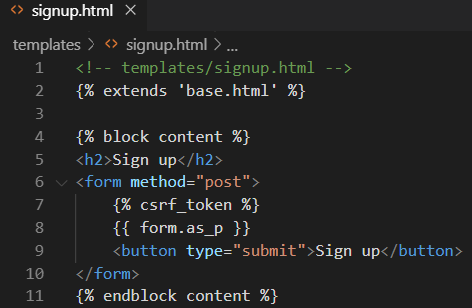 signup.html ×
templates > signup.html > ...
1 <!-- templates/signup.html -->
2 {% extends 'base.html' %}
3
4 {% block content %}
5 <h2>Sign up</h2>
6 <form method="post">
7 {% csrf_token %}
8 {{ form.as_p }}
9 <button type="submit">Sign up</button>
10 </form>
11 {% endblock content %}